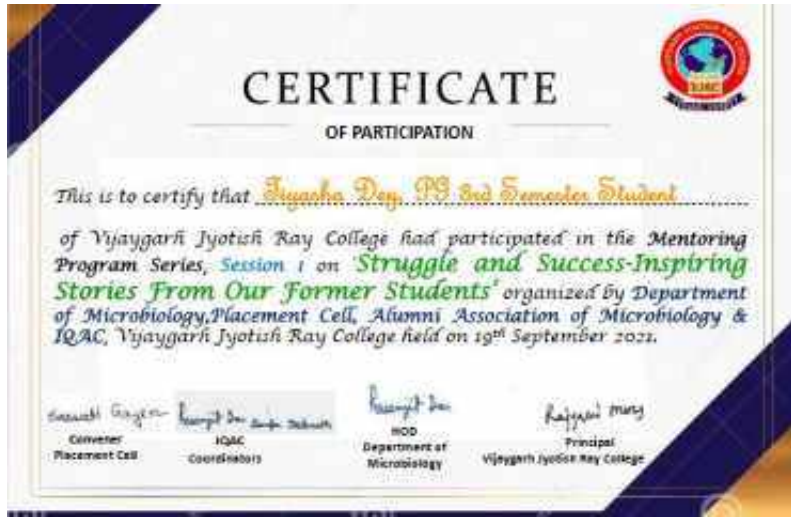 CERTIFICATE
OF PARTICIPATION
This is to certify that Tiyasha Dey, PG 3rd Semester Student
of Vijaygarh Jyotish Ray College had participated in the Mentoring
Program Series, Session 1 on 'Struggle and Success-Inspiring
Stories From Our Former Students' organized by Department
of Microbiology,Placement Cell, Alumni Association of Microbiology &
IQAC, Vijaygarh Jyotish Ray College held on 19th September 2021.
Convener
Placement Cell
IQAC
Coordinators
HOD
Department of
Microbiology
Principal
Vijaygarh Jyotish Ray College